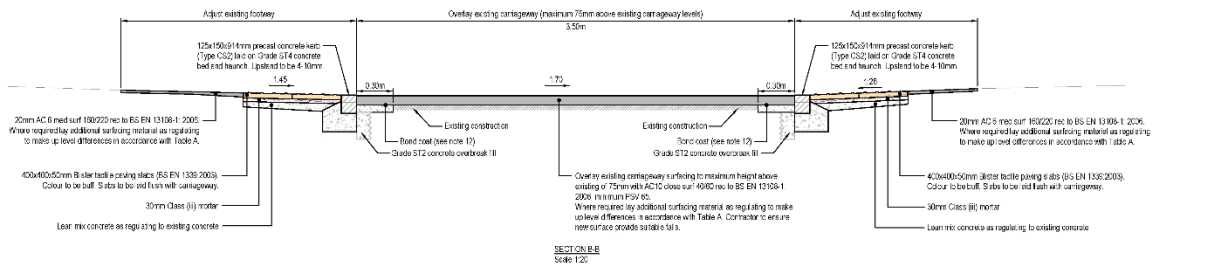 Adjust existing footway
Overlay existing carriageway (maximum 75mm above existing carriageway levels)
Adjust existing footway
3.50m
125x150x914mm precast concrete kerb
(Type CS2) laid on Grade ST4 concrete
bed and haunch. Upstand to be 4-10mm.
125x150x914mm precast concrete kerb
(Type CS2) laid on Grade ST4 concrete
bed and haunch. Upstand to be 4-10mm.
1:45
0.30m
1:70
0.30m
20mm AC 6 med surf 160/220 rec to BS EN 13108-1: 2006.
Where required lay additional surfacing material as regulating
to make up level differences in accordance with Table A.
Existing construction
Bond coat (see note 12)
Grade ST2 concrete overbreak fill
Existing construction
Bond coat (see note 12)
Grade ST2 concrete overbreak fill
20mm AC 6 med surf 160/220 rec to BS EN 13108-1: 2006.
Where required lay additional surfacing material as regulating
to make up level differences in accordance with Table A.
400x400x50mm Blister tactile paving slabs (BS EN 1339:2003).
Colour to be buff. Slabs to be laid flush with carriageway.
30mm Class (iii) mortar
Lean mix concrete as regulating to existing concrete
Overlay existing carriageway surfacing to maximum height above
existing of 75mm with AC10 close surf 40/60 rec to BS EN 13108-1:
2006 minimum PSV 65.
Where required lay additional surfacing material as regulating to make
up level differences in accordance with Table A. Contractor to ensure
new surface provide suitable falls.
400x400x50mm Blister tactile paving slabs (BS EN 1339:2003).
Colour to be buff. Slabs to be laid flush with carriageway.
30mm Class (iii) mortar
Lean mix concrete as regulating to existing concrete
SECTION B-B
Scale 1:20